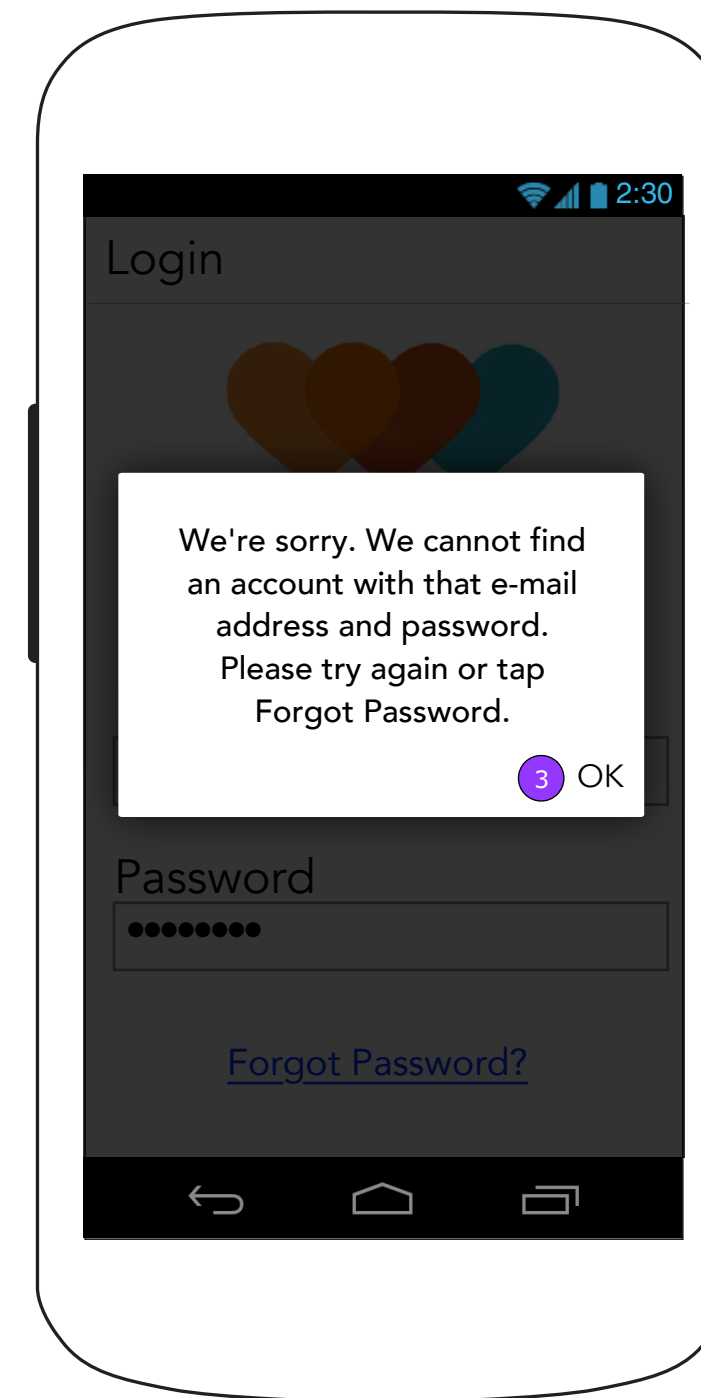 2:30
Login
We're sorry. We cannot find
an account with that e-mail
address and password.
Please try again or tap
Forgot Password.
3 OK
Password
••••••••
Forgot Password?